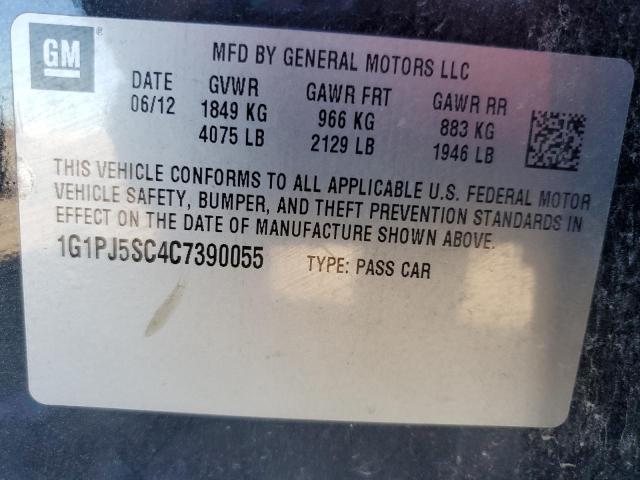 GM ®
MFD BY GENERAL MOTORS LLC
DATE GVWR GAWR FRT GAWR RR
06/12 1849 KG 966 KG 883 KG
4075 LB 2129 LB 1946 LB
THIS VEHICLE CONFORMS TO ALL APPLICABLE U.S. FEDERAL MOTOR
VEHICLE SAFETY, BUMPER, AND THEFT PREVENTION STANDARDS IN
EFFECT ON THE DATE OF MANUFACTURE SHOWN ABOVE.
1G1PJ5SC4C7390055 TYPE: PASS CAR